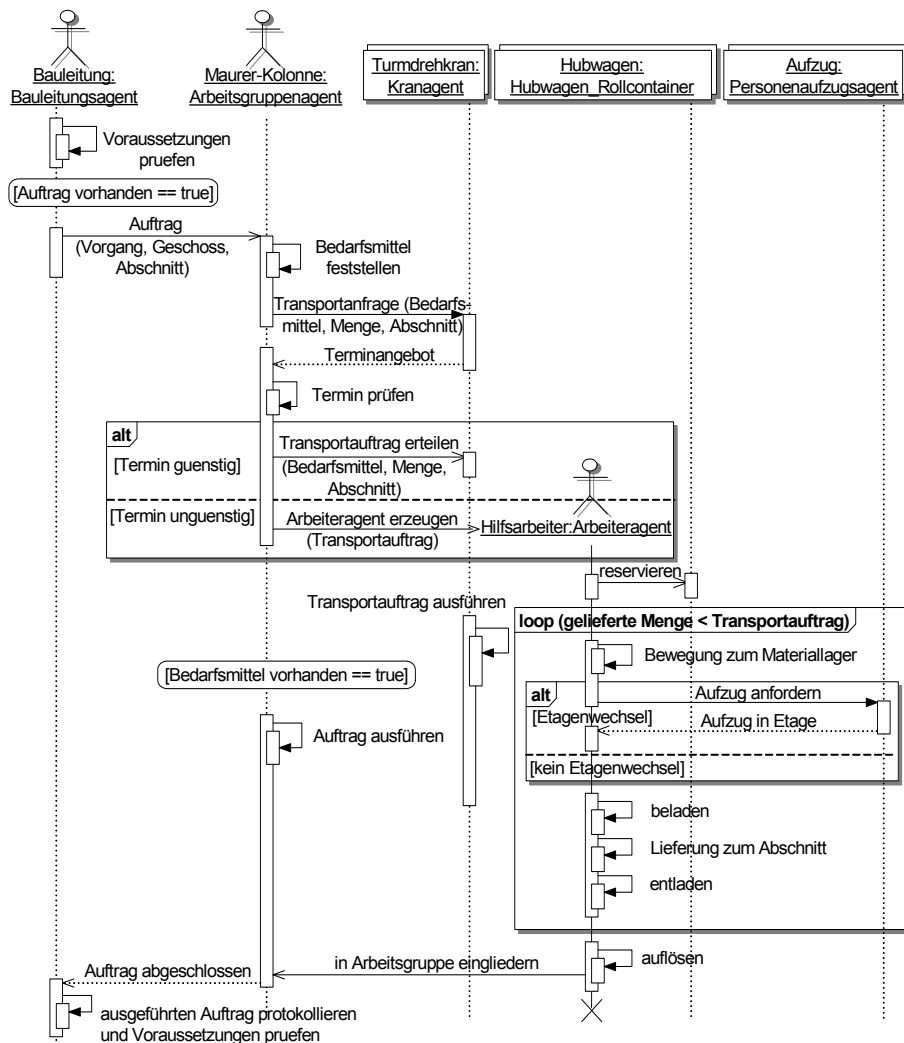 Bauleitung:
Bauleitungsagent
Maurer-Kolonne:
Arbeitsgruppenagent
Turmdrehkran:
Kranagent
Hubwagen:
Hubwagen_Rollcontainer
Aufzug:
Personenaufzugsagent
Voraussetzungen
pruefen
[Auftrag vorhanden == true]
Auftrag
(Vorgang, Geschoss,
Abschnitt)
Bedarfsmittel
feststellen
Transportanfrage (Bedarfs-
mittel, Menge, Abschnitt)
Terminangebot
Termin prüfen
alt
[Termin guenstig]
Transportauftrag erteilen
(Bedarfsmittel, Menge,
Abschnitt)
[Termin unguenstig]
Arbeiteragent erzeugen
(Transportauftrag)
Hilfsarbeiter:Arbeiteragent
reservieren
Transportauftrag ausführen
loop (gelieferte Menge < Transportauftrag)
Bewegung zum Materiallager
[Bedarfsmittel vorhanden == true]
alt
Aufzug anfordern
[Etagenwechsel]
Aufzug in Etage
Auftrag ausführen
[kein Etagenwechsel]
beladen
Lieferung zum Abschnitt
entladen
in Arbeitsgruppe eingliedern
auflösen
Auftrag abgeschlossen
ausgeführten Auftrag protokollieren
und Voraussetzungen pruefen